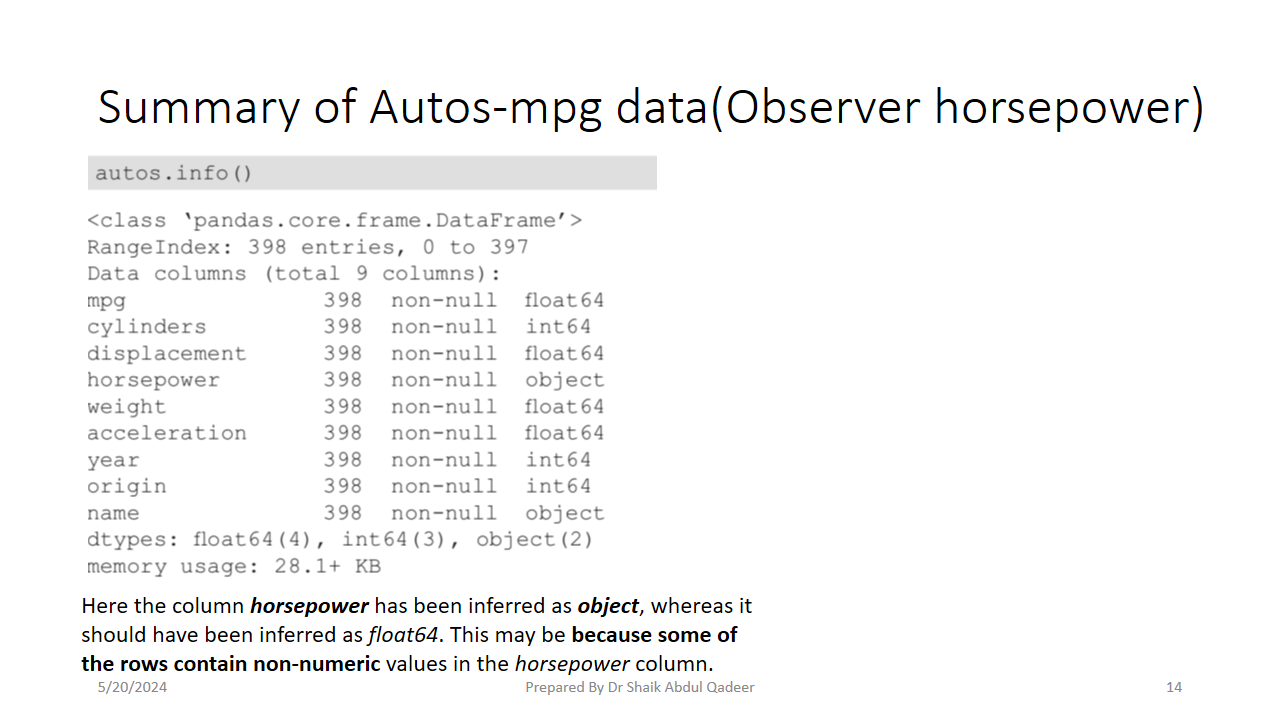 Summary of Autos-mpg data(Observer horsepower)
autos.info()
<class ‘pandas.core.frame.DataFrame’>
RangeIndex: 398 entries, 0 to 397
Data columns (total 9 columns):
mpg 398 non-null float64
cylinders 398 non-null int64
displacement 398 non-null float64
horsepower 398 non-null object
weight 398 non-null float64
acceleration 398 non-null float64
year 398 non-null int64
origin 398 non-null int64
name 398 non-null object
dtypes: float64(4), int64(3), object(2)
memory usage: 28.1+ KB
Here the column horsepower has been inferred as object, whereas it
should have been inferred as float64. This may be because some of
the rows contain non-numeric values in the horsepower column.
5/20/2024 Prepared By Dr Shaik Abdul Qadeer 14